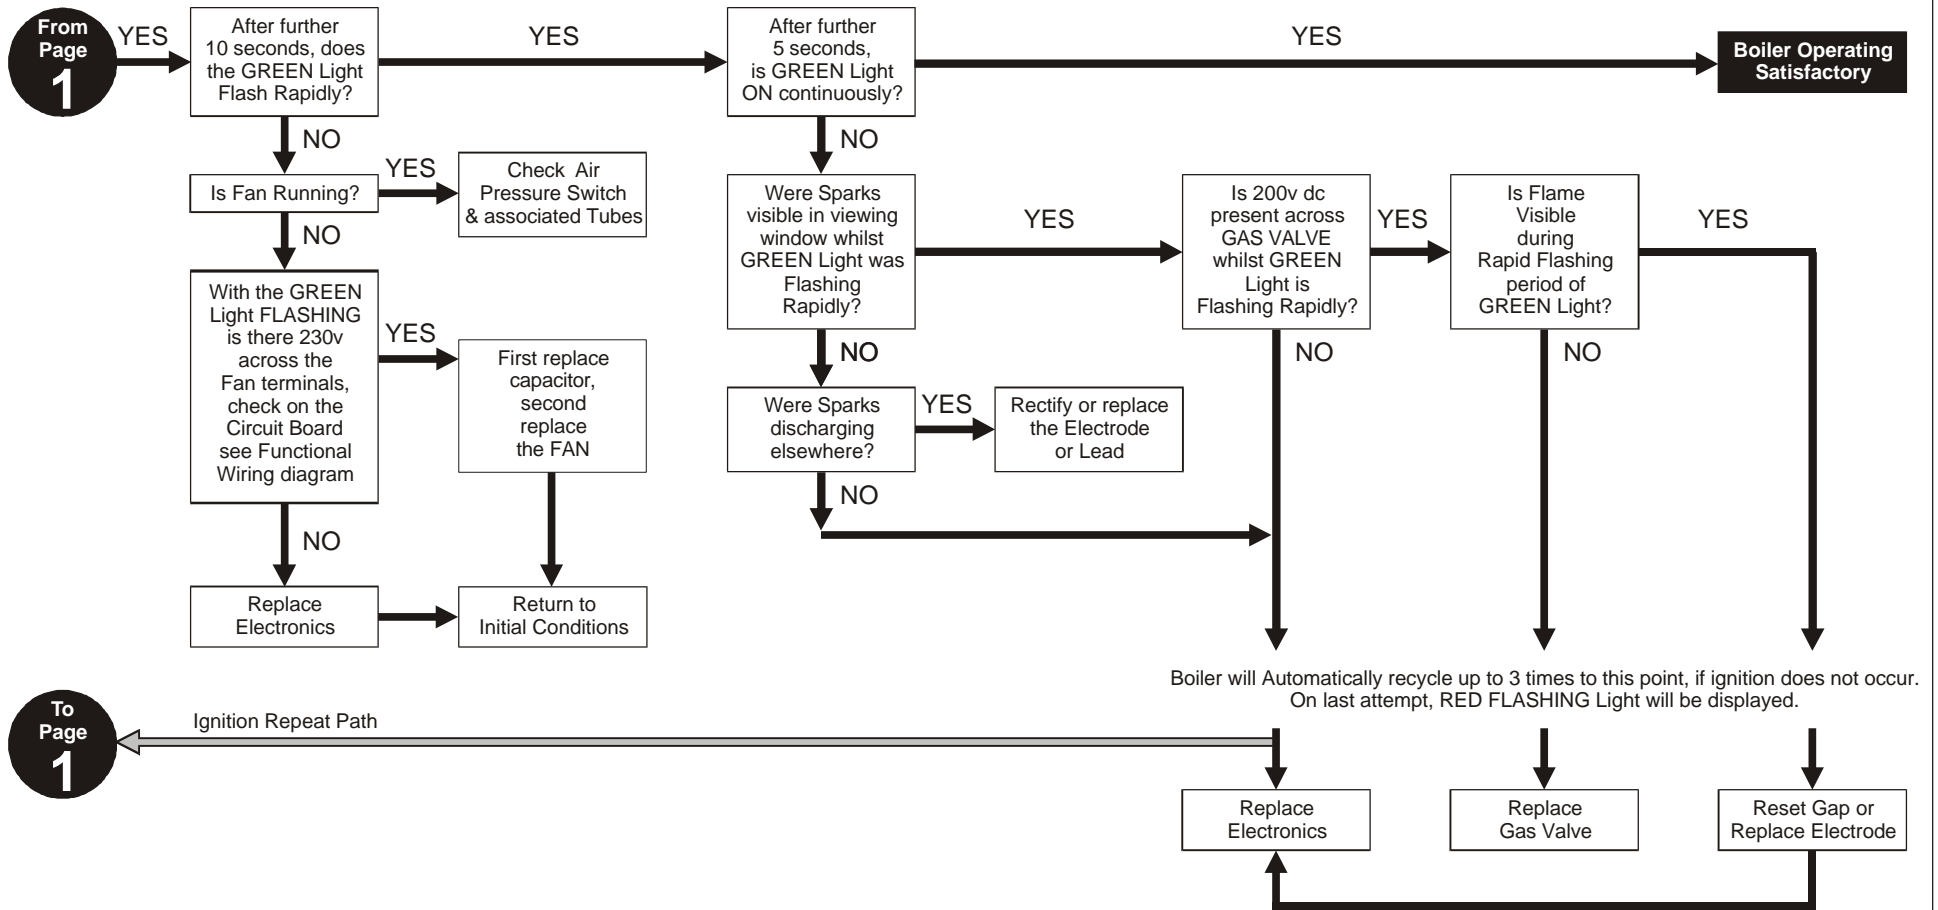 From
Page
1
YES
After further
10 seconds, does
the GREEN Light
Flash Rapidly?
YES
After further
5 seconds,
is GREEN Light
ON continuously?
YES
Boiler Operating
Satisfactory
NO
NO
Is Fan Running?
YES
Check Air
Pressure Switch
& associated Tubes
NO
Were Sparks
visible in viewing
window whilst
GREEN Light was
Flashing
Rapidly?
YES
Is 200v dc
present across
GAS VALVE
whilst GREEN
Light is
Flashing Rapidly?
YES
Is Flame
Visible
during
Rapid Flashing
period of
GREEN Light?
YES
With the GREEN
Light FLASHING
is there 230v
across the
Fan terminals,
check on the
Circuit Board
see Functional
Wiring diagram
YES
First replace
capacitor,
second
replace
the FAN
NO
NO
NO
Were Sparks
discharging
elsewhere?
YES
Rectify or replace
the Electrode
or Lead
NO
NO
Replace
Electronics
Return to
Initial Conditions
Boiler will Automatically recycle up to 3 times to this point, if ignition does not occur.
On last attempt, RED FLASHING Light will be displayed.
To
Page
1
Ignition Repeat Path
Replace
Electronics
Replace
Gas Valve
Reset Gap or
Replace Electrode